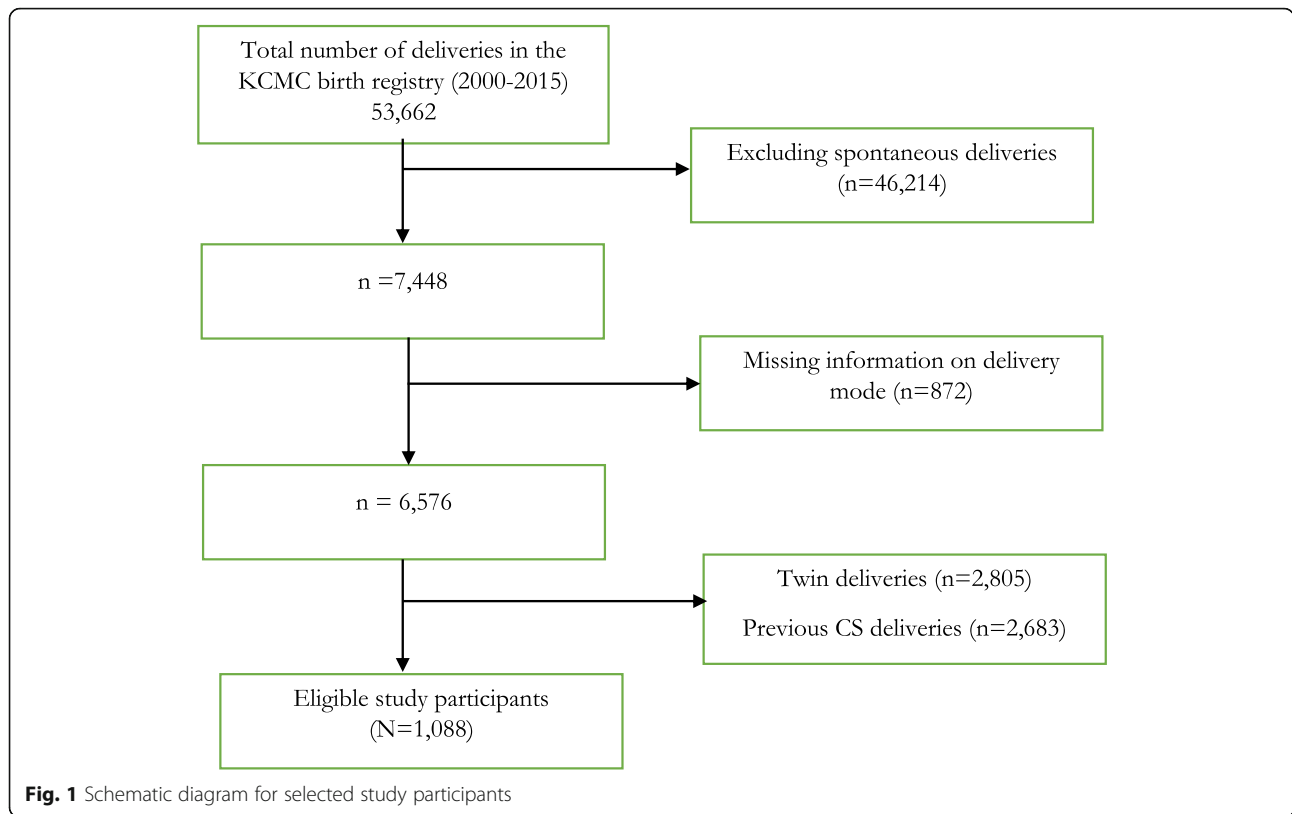 Total number of deliveries in the
KCMC birth registry (2000-2015)
53,662
Excluding spontaneous deliveries
(n=46,214)
n =7,448
Missing information on delivery
mode (n=872)
n = 6,576
Twin deliveries (n=2,805)
Previous CS deliveries (n=2,683)
Eligible study participants
(N=1,088)
Fig. 1 Schematic diagram for selected study participants